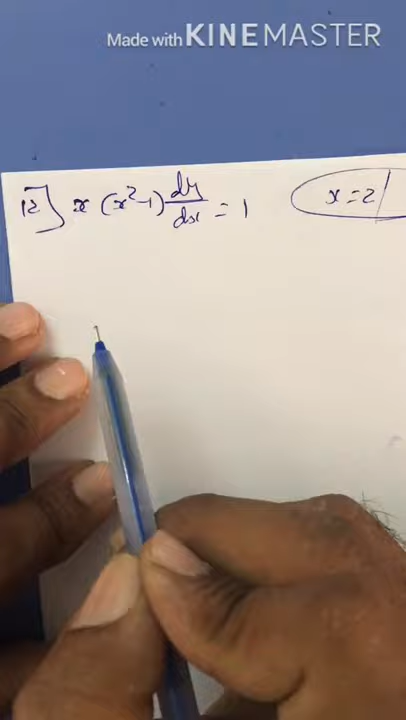 Made with KINEMASTER
12] x (x²-1) dy/dx = 1
x = 2